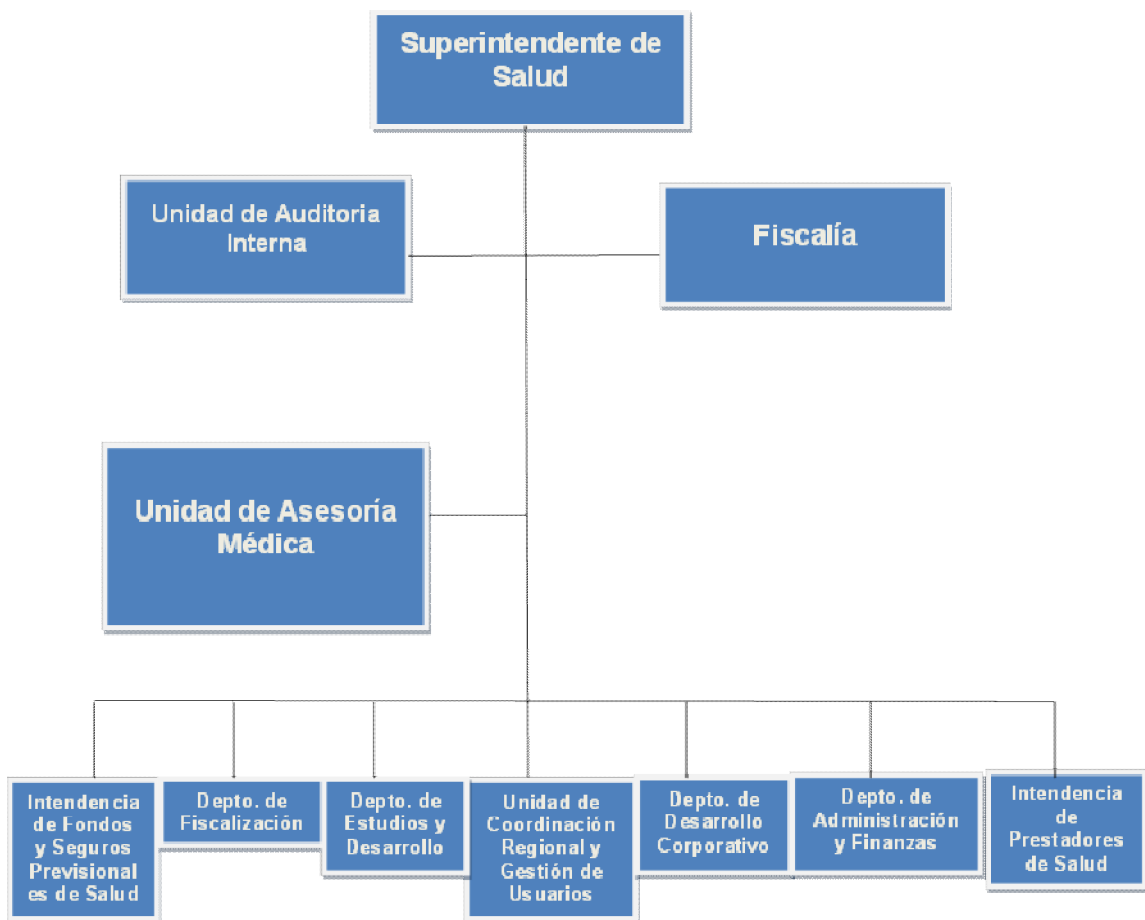 Superintendente de
Salud
Unidad de Auditoria
Interna
Fiscalía
Unidad de Asesoría
Médica
Intendencia
de Fondos
y Seguros
Previsional
es de Salud
Depto. de
Fiscalización
Depto. de
Estudios y
Desarrollo
Unidad de
Coordinación
Regional y
Gestión de
Usuarios
Depto. de
Desarrollo
Corporativo
Depto. de
Administración
y Finanzas
Intendencia
de
Prestadores
de Salud